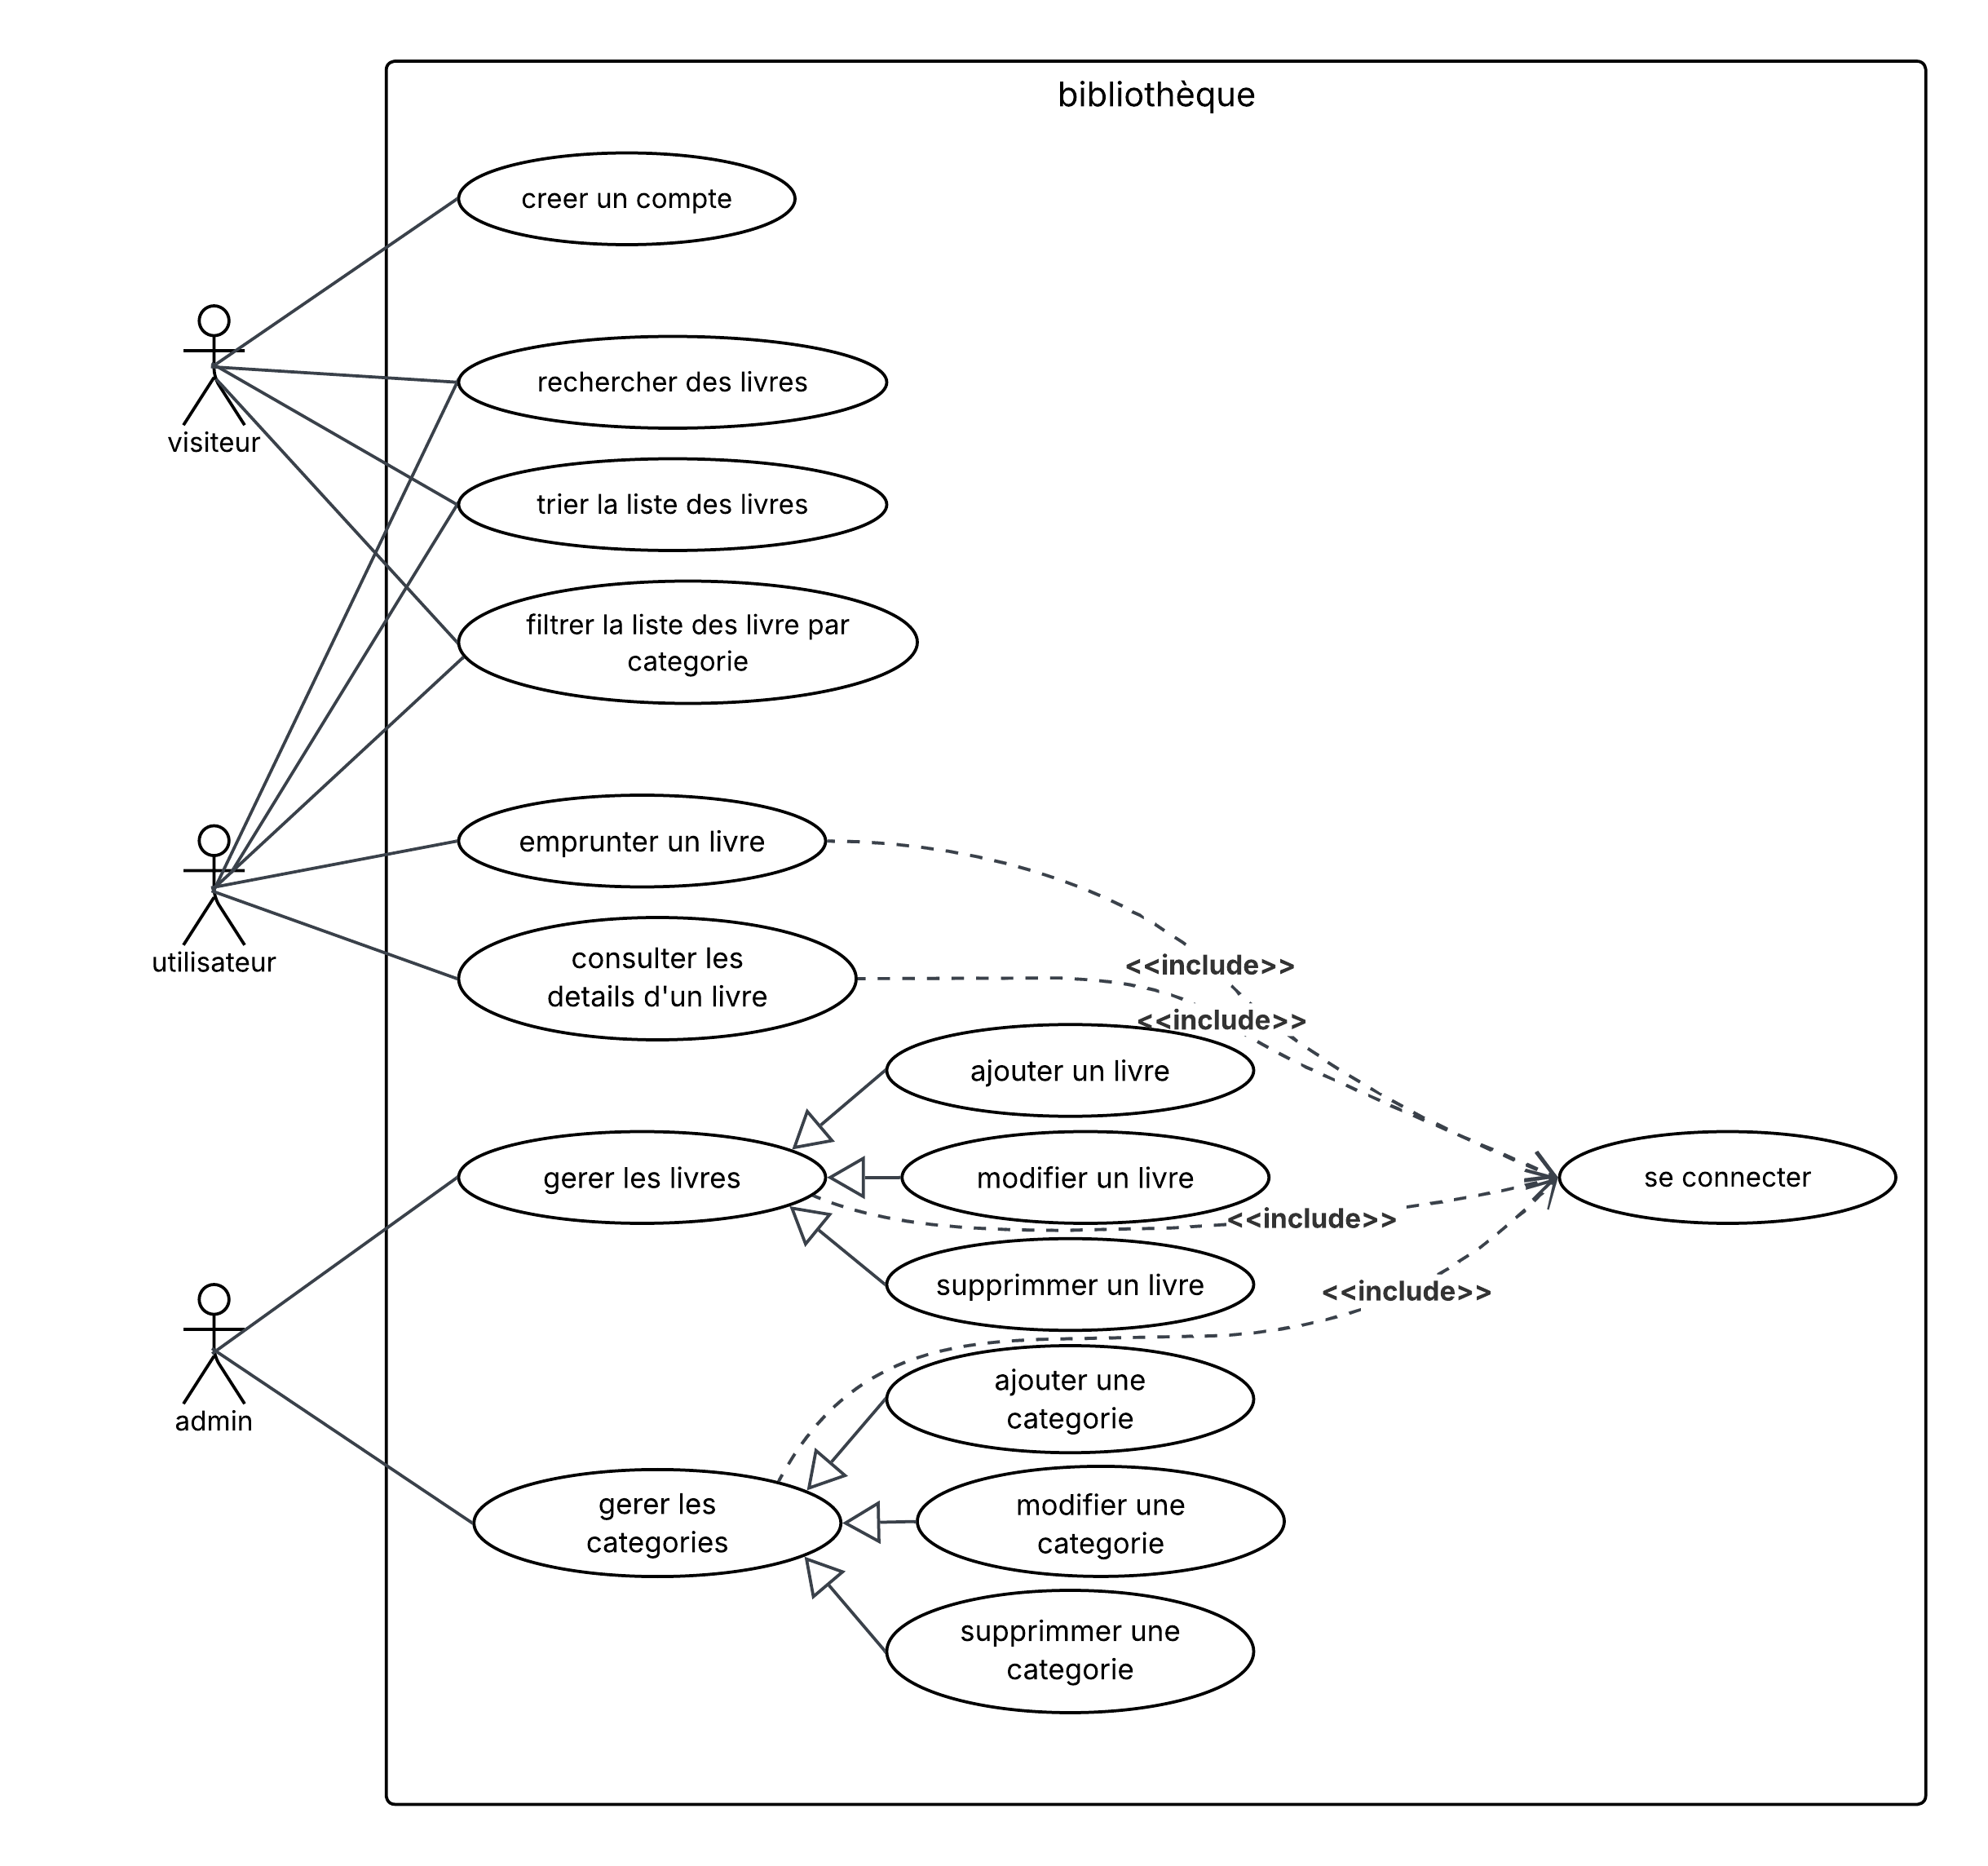 bibliothèque
creer un compte
rechercher des livres
visiteur
trier la liste des livres
filtrer la liste des livre par
categorie
emprunter un livre
utilisateur
consulter les
details d'un livre
<<include>>
<<include>>
ajouter un livre
gerer les livres
modifier un livre
se connecter
<<include>>
supprimmer un livre
<<include>>
admin
ajouter une
categorie
gerer les
categories
modifier une
categorie
supprimmer une
categorie